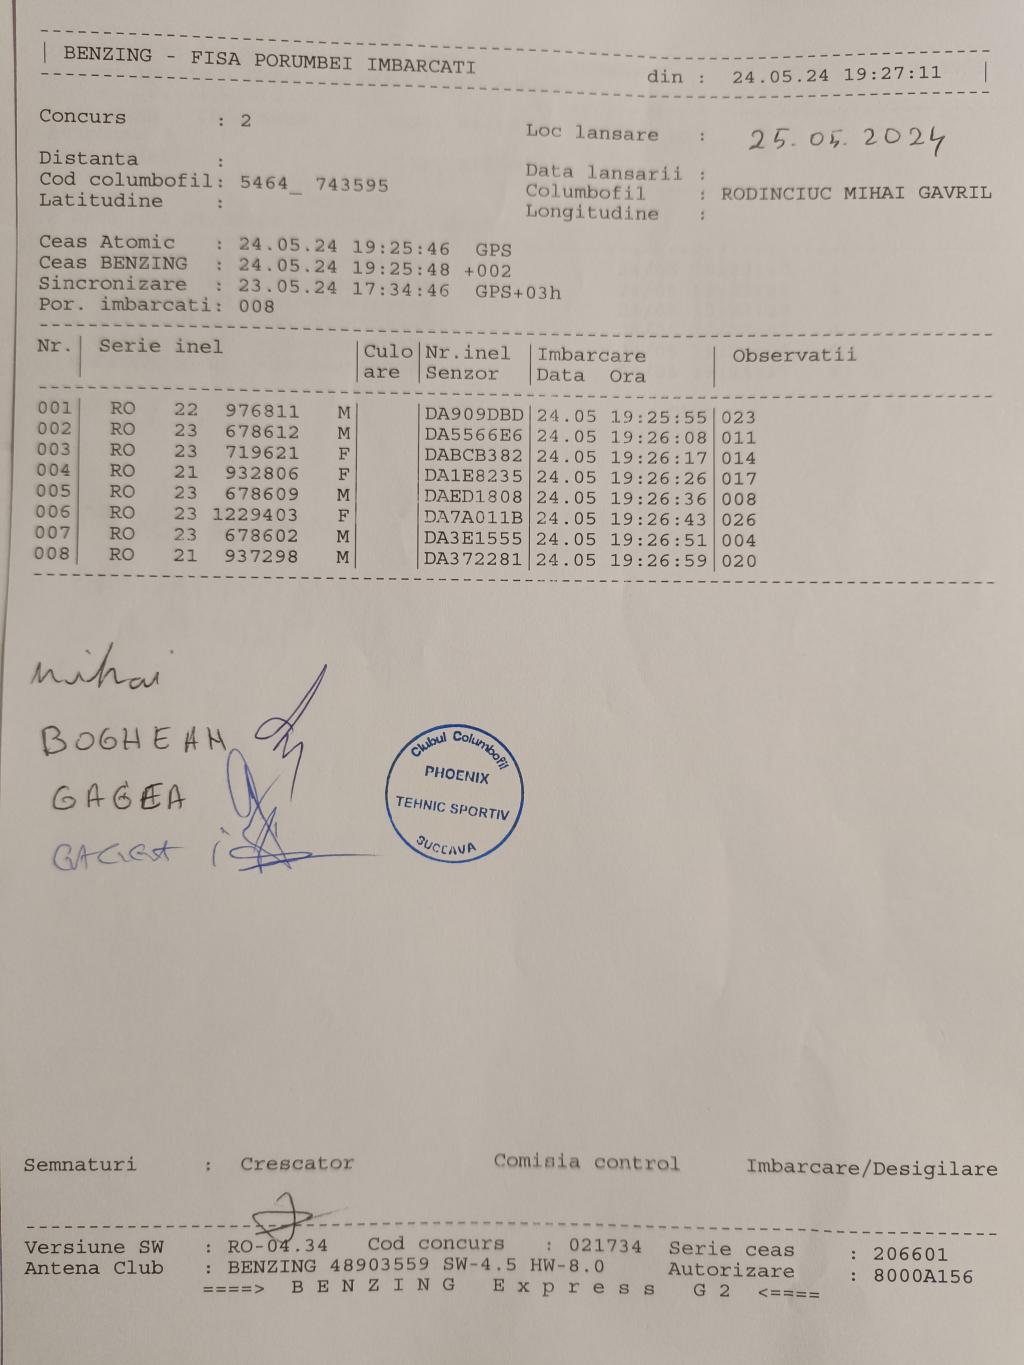 BENZING - FISA PORUMBEI IMBARCATI din : 24.05.24 19:27:11
Concurs : 2 Loc lansare : 25.05.2024
Distanta : Data lansarii :
Cod columbofil: 5464_ 743595 Columbofil : RODINCIUC MIHAI GAVRIL
Latitudine : Longitudine :
Ceas Atomic : 24.05.24 19:25:46 GPS
Ceas BENZING : 24.05.24 19:25:48 +002
Sincronizare : 23.05.24 17:34:46 GPS+03h
Por. imbarcati: 008
Nr. Serie inel Culo Nr.inel Imbarcare Observatii
are Senzor Data Ora
001 RO 22 976811 M DA909DBD 24.05 19:25:55 023
002 RO 23 678612 M DA5566E6 24.05 19:26:08 011
003 RO 23 719621 F DABCB382 24.05 19:26:17 014
004 RO 21 932806 F DA1E8235 24.05 19:26:26 017
005 RO 23 678609 M DAED1808 24.05 19:26:36 008
006 RO 23 1229403 F DA7A011B 24.05 19:26:43 026
007 RO 23 678602 M DA3E1555 24.05 19:26:51 004
008 RO 21 937298 M DA372281 24.05 19:26:59 020
Mihai
BOGHEAN
GAGEA
GAGEA
Clubul Columbofil
PHOENIX
TEHNIC SPORTIV
SUCEAVA
Semnaturi : Crescator Comisia control Imbarcare/Desigilare
Versiune SW : RO-04.34 Cod concurs : 021734 Serie ceas : 206601
Antena Club : BENZING 48903559 SW-4.5 HW-8.0 Autorizare : 8000A156
====> B E N Z I N G E x p r e s s G 2 <====